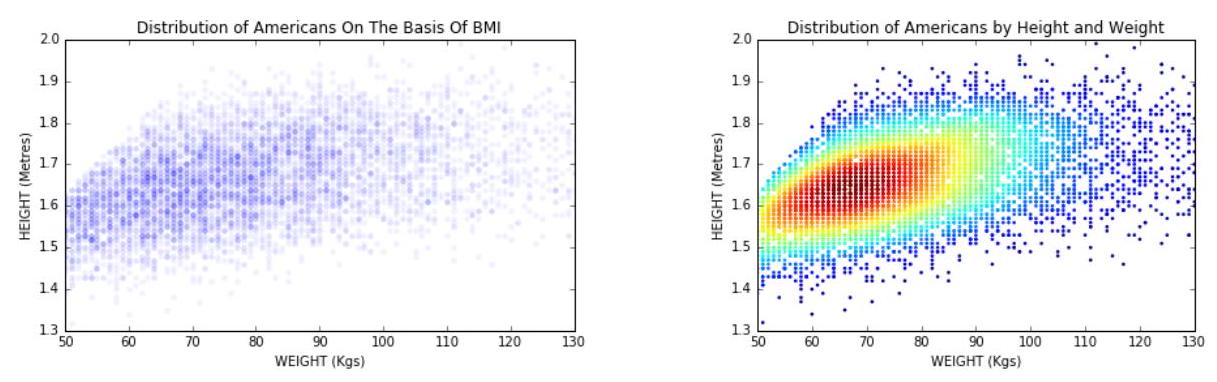 Distribution of Americans On The Basis Of BMI
2.0
1.9
1.8
1.7
1.6
1.5
1.4
1.3
HEIGHT (Metres)
50 60 70 80 90 100 110 120 130
WEIGHT (Kgs)
Distribution of Americans by Height and Weight
2.0
1.9
1.8
1.7
1.6
1.5
1.4
1.3
HEIGHT (Metres)
50 60 70 80 90 100 110 120 130
WEIGHT (Kgs)